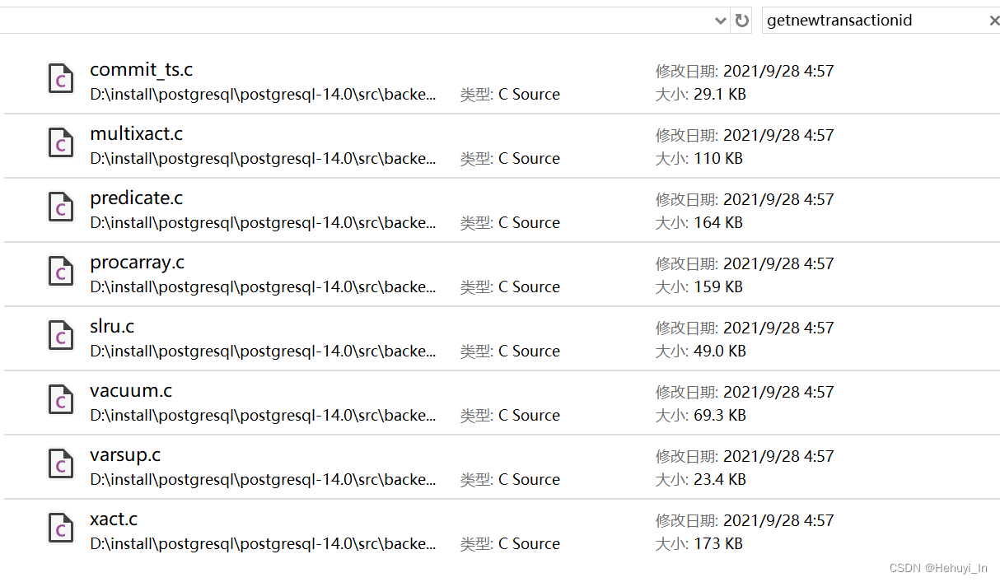 getnewtransactionid
commit_ts.c
修改日期: 2021/9/28 4:57
D:\install\postgresql\postgresql-14.0\src\backe... 类型: C Source 大小: 29.1 KB
multixact.c
修改日期: 2021/9/28 4:57
D:\install\postgresql\postgresql-14.0\src\backe... 类型: C Source 大小: 110 KB
predicate.c
修改日期: 2021/9/28 4:57
D:\install\postgresql\postgresql-14.0\src\backe... 类型: C Source 大小: 164 KB
procarray.c
修改日期: 2021/9/28 4:57
D:\install\postgresql\postgresql-14.0\src\backe... 类型: C Source 大小: 159 KB
slru.c
修改日期: 2021/9/28 4:57
D:\install\postgresql\postgresql-14.0\src\backe... 类型: C Source 大小: 49.0 KB
vacuum.c
修改日期: 2021/9/28 4:57
D:\install\postgresql\postgresql-14.0\src\backe... 类型: C Source 大小: 69.3 KB
varsup.c
修改日期: 2021/9/28 4:57
D:\install\postgresql\postgresql-14.0\src\backe... 类型: C Source 大小: 23.4 KB
xact.c
修改日期: 2021/9/28 4:57
D:\install\postgresql\postgresql-14.0\src\backe... 类型: C Source 大小: 173 KB
CSDN @Hehuyi_In